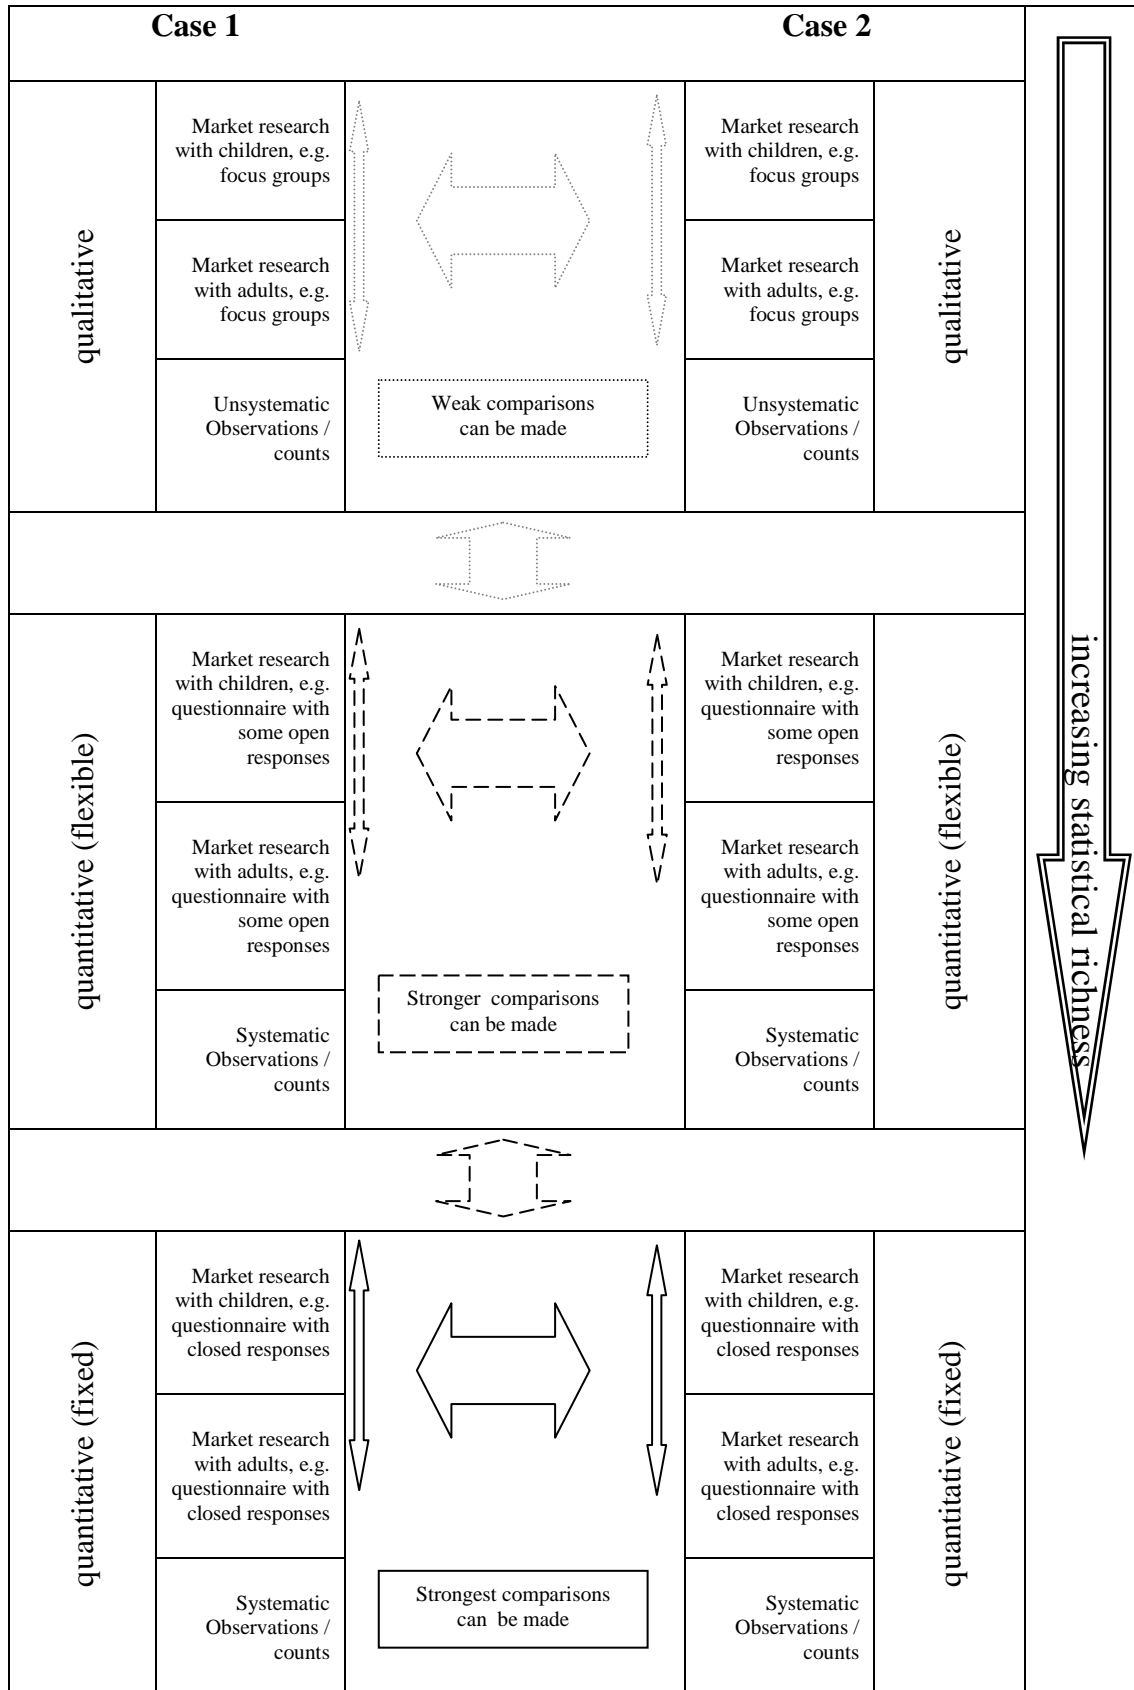 Case 1
Case 2
qualitative
Market research
with children, e.g.
focus groups
Market research
with adults, e.g.
focus groups
Unsystematic
Observations /
counts
Weak comparisons
can be made
Market research
with children, e.g.
focus groups
Market research
with adults, e.g.
focus groups
Unsystematic
Observations /
counts
qualitative
quantitative (flexible)
Market research
with children, e.g.
questionnaire with
some open
responses
Market research
with adults, e.g.
questionnaire with
some open
responses
Systematic
Observations /
counts
Stronger comparisons
can be made
Market research
with children, e.g.
questionnaire with
some open
responses
Market research
with adults, e.g.
questionnaire with
some open
responses
Systematic
Observations /
counts
quantitative (flexible)
quantitative (fixed)
Market research
with children, e.g.
questionnaire with
closed responses
Market research
with adults, e.g.
questionnaire with
closed responses
Systematic
Observations /
counts
Strongest comparisons
can be made
Market research
with children, e.g.
questionnaire with
closed responses
Market research
with adults, e.g.
questionnaire with
closed responses
Systematic
Observations /
counts
quantitative (fixed)
increasing statistical richness